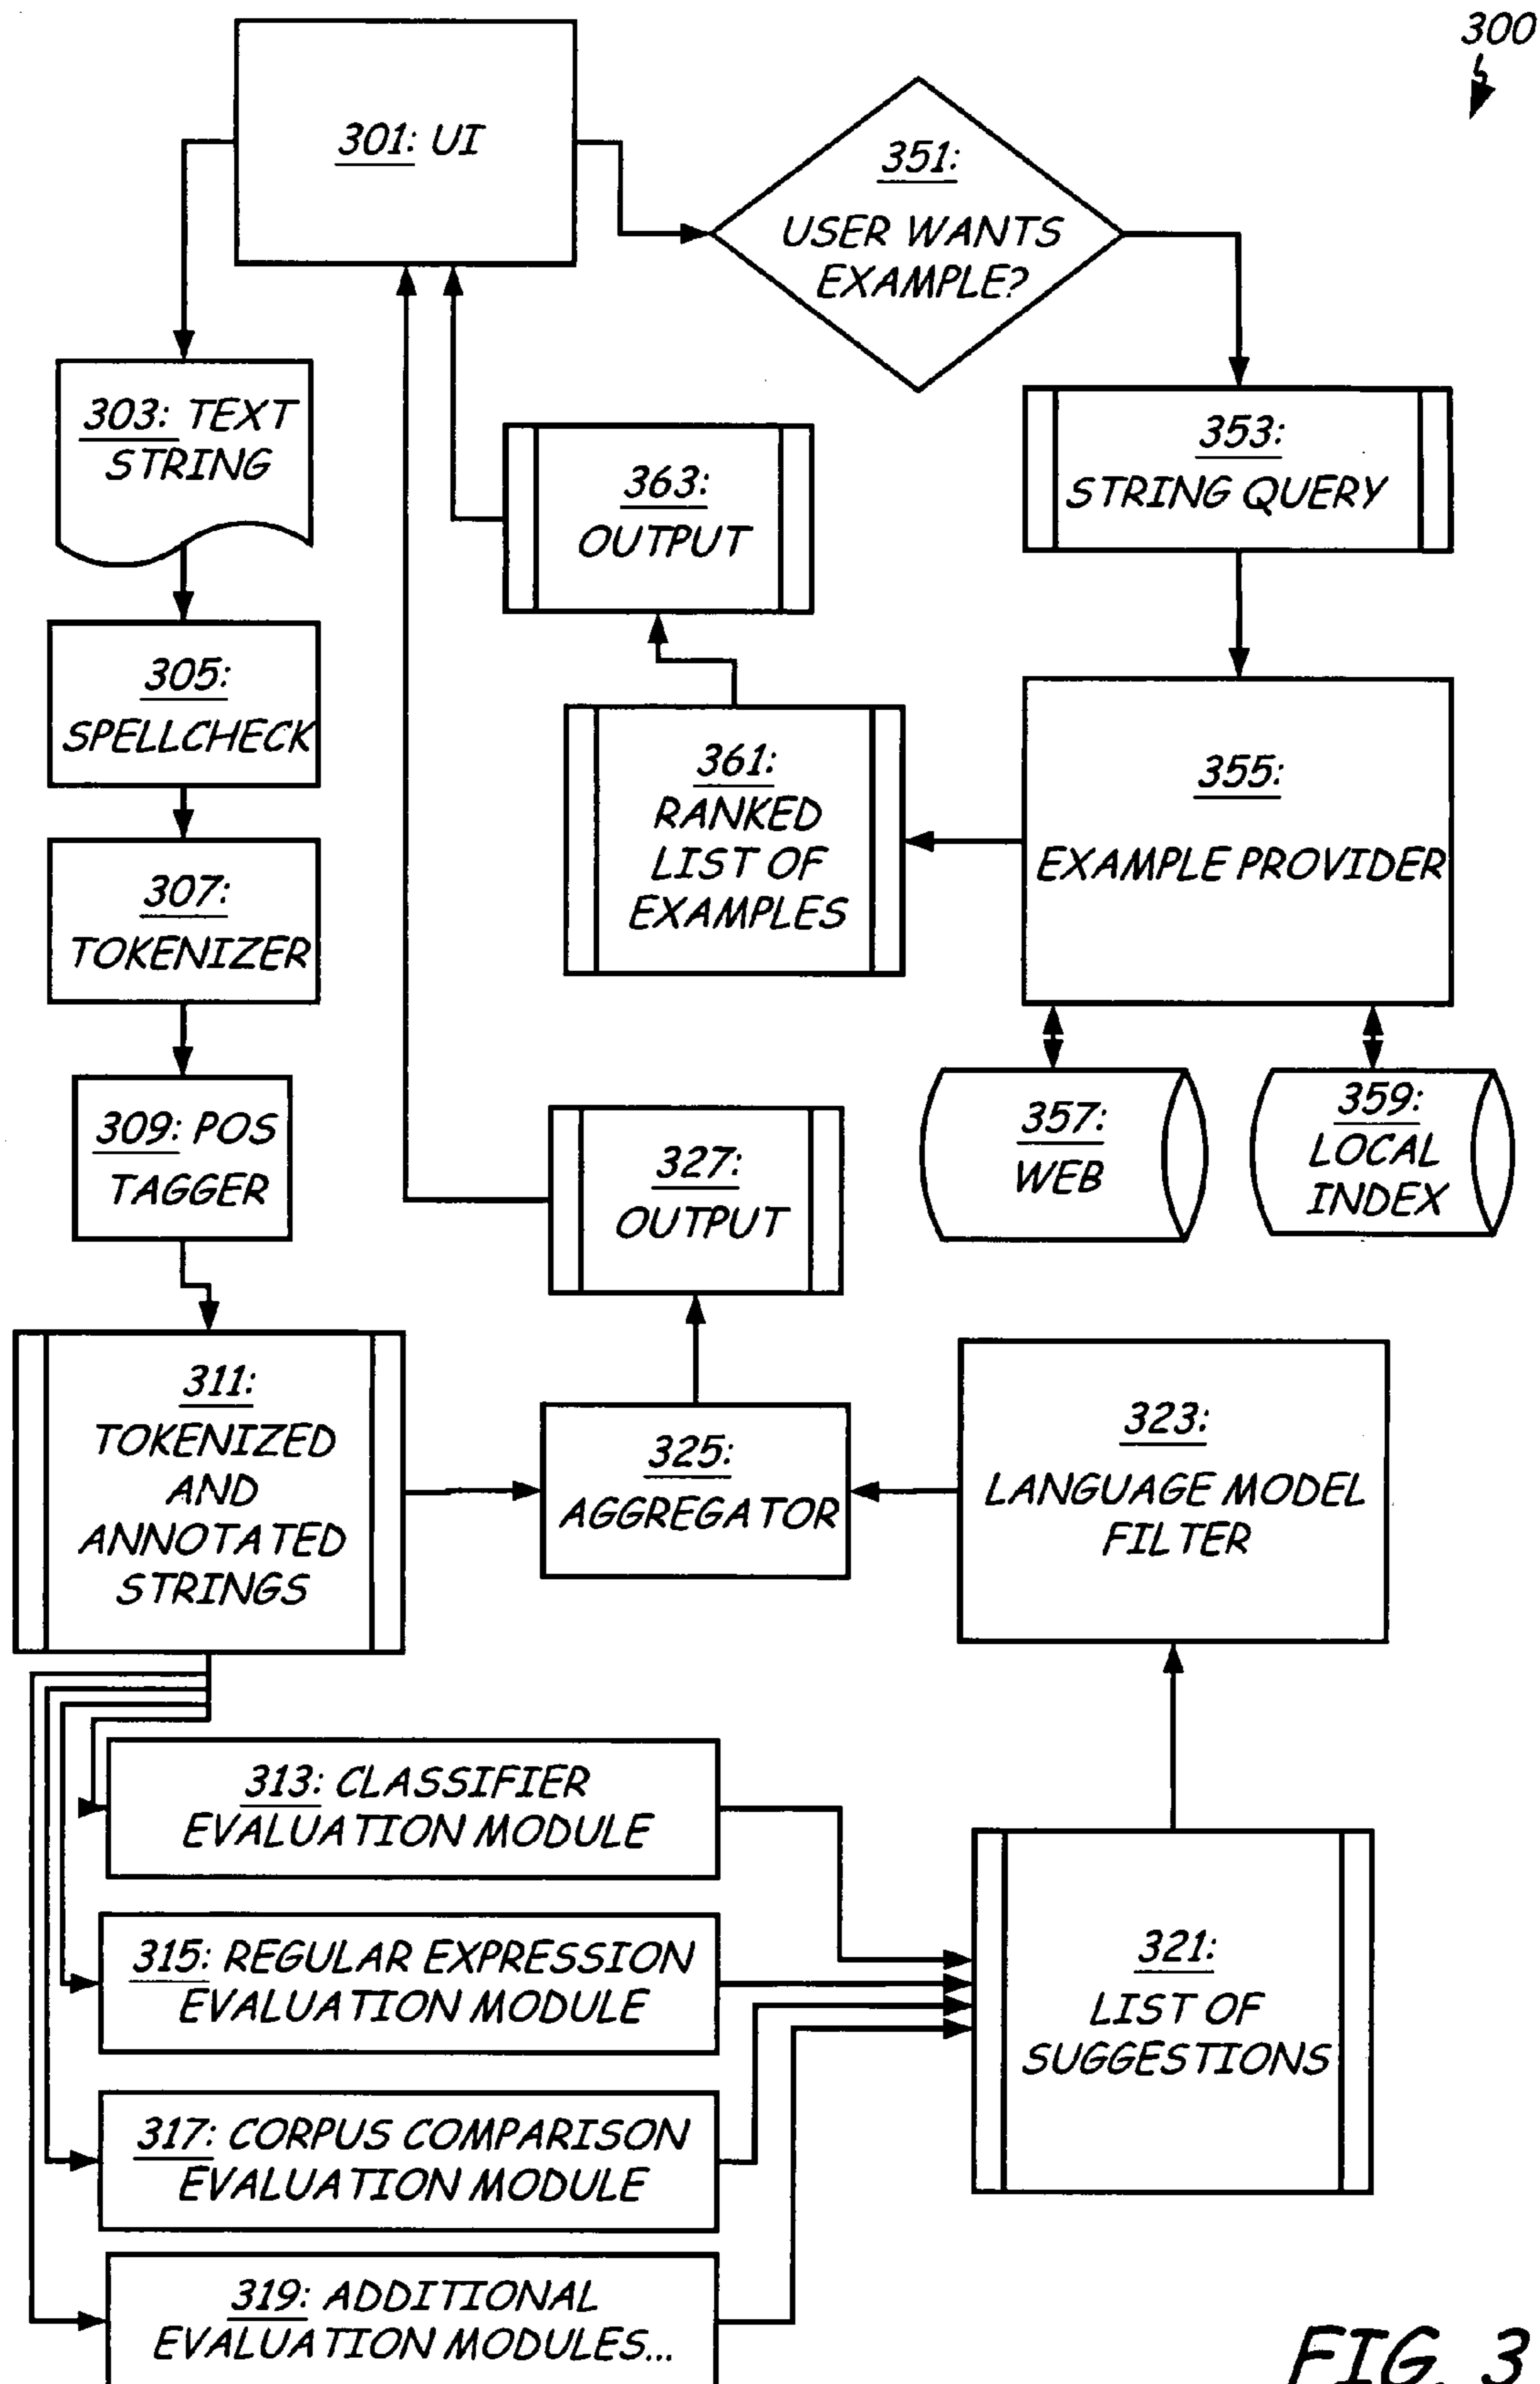 300
301: UI
351:
USER WANTS
EXAMPLE?
303: TEXT
STRING
363:
OUTPUT
353:
STRING QUERY
305:
SPELLCHECK
361:
RANKED
LIST OF
EXAMPLES
355:
EXAMPLE PROVIDER
307:
TOKENIZER
309: POS
TAGGER
327:
OUTPUT
357:
WEB
359:
LOCAL
INDEX
311:
TOKENIZED
AND
ANNOTATED
STRINGS
325:
AGGREGATOR
323:
LANGUAGE MODEL
FILTER
313: CLASSIFIER
EVALUATION MODULE
315: REGULAR EXPRESSION
EVALUATION MODULE
317: CORPUS COMPARISON
EVALUATION MODULE
319: ADDITIONAL
EVALUATION MODULES...
321:
LIST OF
SUGGESTIONS
FIG. 3